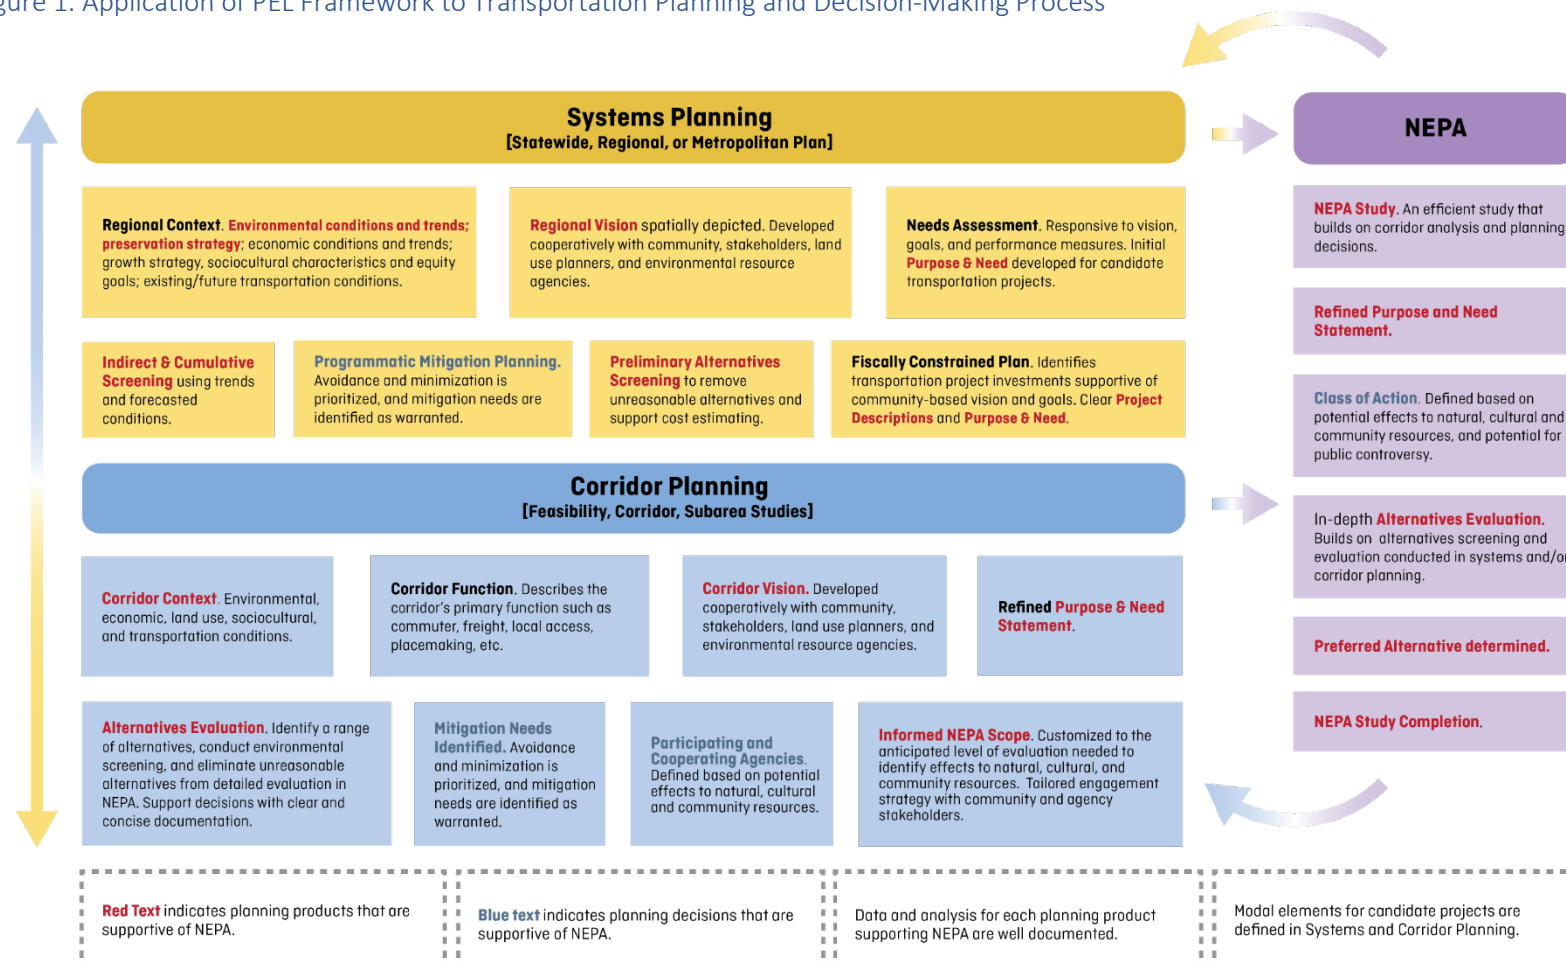 gure 1. Application of PEL Framework to Transportation Planning and Decision-Making Process
Systems Planning
[Statewide, Regional, or Metropolitan Plan]
Regional Context. Environmental conditions and trends;
preservation strategy; economic conditions and trends;
growth strategy, sociocultural characteristics and equity
goals; existing/future transportation conditions.
Regional Vision spatially depicted. Developed
cooperatively with community, stakeholders, land
use planners, and environmental resource
agencies.
Needs Assessment. Responsive to vision,
goals, and performance measures. Initial
Purpose & Need developed for candidate
transportation projects.
Indirect & Cumulative
Screening using trends
and forecasted
conditions.
Programmatic Mitigation Planning.
Avoidance and minimization is
prioritized, and mitigation needs are
identified as warranted.
Preliminary Alternatives
Screening to remove
unreasonable alternatives and
support cost estimating.
Fiscally Constrained Plan. Identifies
transportation project investments supportive of
community-based vision and goals. Clear Project
Descriptions and Purpose & Need.
Corridor Planning
[Feasibility, Corridor, Subarea Studies]
Corridor Context. Environmental,
economic, land use, sociocultural,
and transportation conditions.
Corridor Function. Describes the
corridor's primary function such as
commuter, freight, local access,
placemaking, etc.
Corridor Vision. Developed
cooperatively with community,
stakeholders, land use planners, and
environmental resource agencies.
Refined Purpose & Need
Statement.
Alternatives Evaluation. Identify a range
of alternatives, conduct environmental
screening, and eliminate unreasonable
alternatives from detailed evaluation in
NEPA. Support decisions with clear and
concise documentation.
Mitigation Needs
Identified. Avoidance
and minimization is
prioritized, and mitigation
needs are identified as
warranted.
Participating and
Cooperating Agencies.
Defined based on potential
effects to natural, cultural
and community resources.
Informed NEPA Scope. Customized to the
anticipated level of evaluation needed to
identify effects to natural, cultural, and
community resources. Tailored engagement
strategy with community and agency
stakeholders.
NEPA
NEPA Study. An efficient study that
builds on corridor analysis and planning
decisions.
Refined Purpose and Need
Statement.
Class of Action. Defined based on
potential effects to natural, cultural and
community resources, and potential for
public controversy.
In-depth Alternatives Evaluation.
Builds on alternatives screening and
evaluation conducted in systems and/or
corridor planning.
Preferred Alternative determined.
NEPA Study Completion.
Red Text indicates planning products that are
supportive of NEPA.
Blue text indicates planning decisions that are
supportive of NEPA.
Data and analysis for each planning product
supporting NEPA are well documented.
Modal elements for candidate projects are
defined in Systems and Corridor Planning.